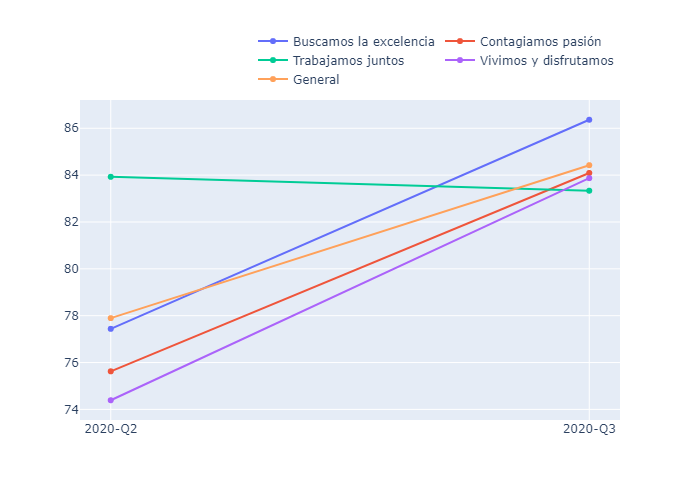 Buscamos la excelencia Contagiamos pasión
Trabajamos juntos Vivimos y disfrutamos
General
86
84
82
80
78
76
74
2020-Q2 2020-Q3